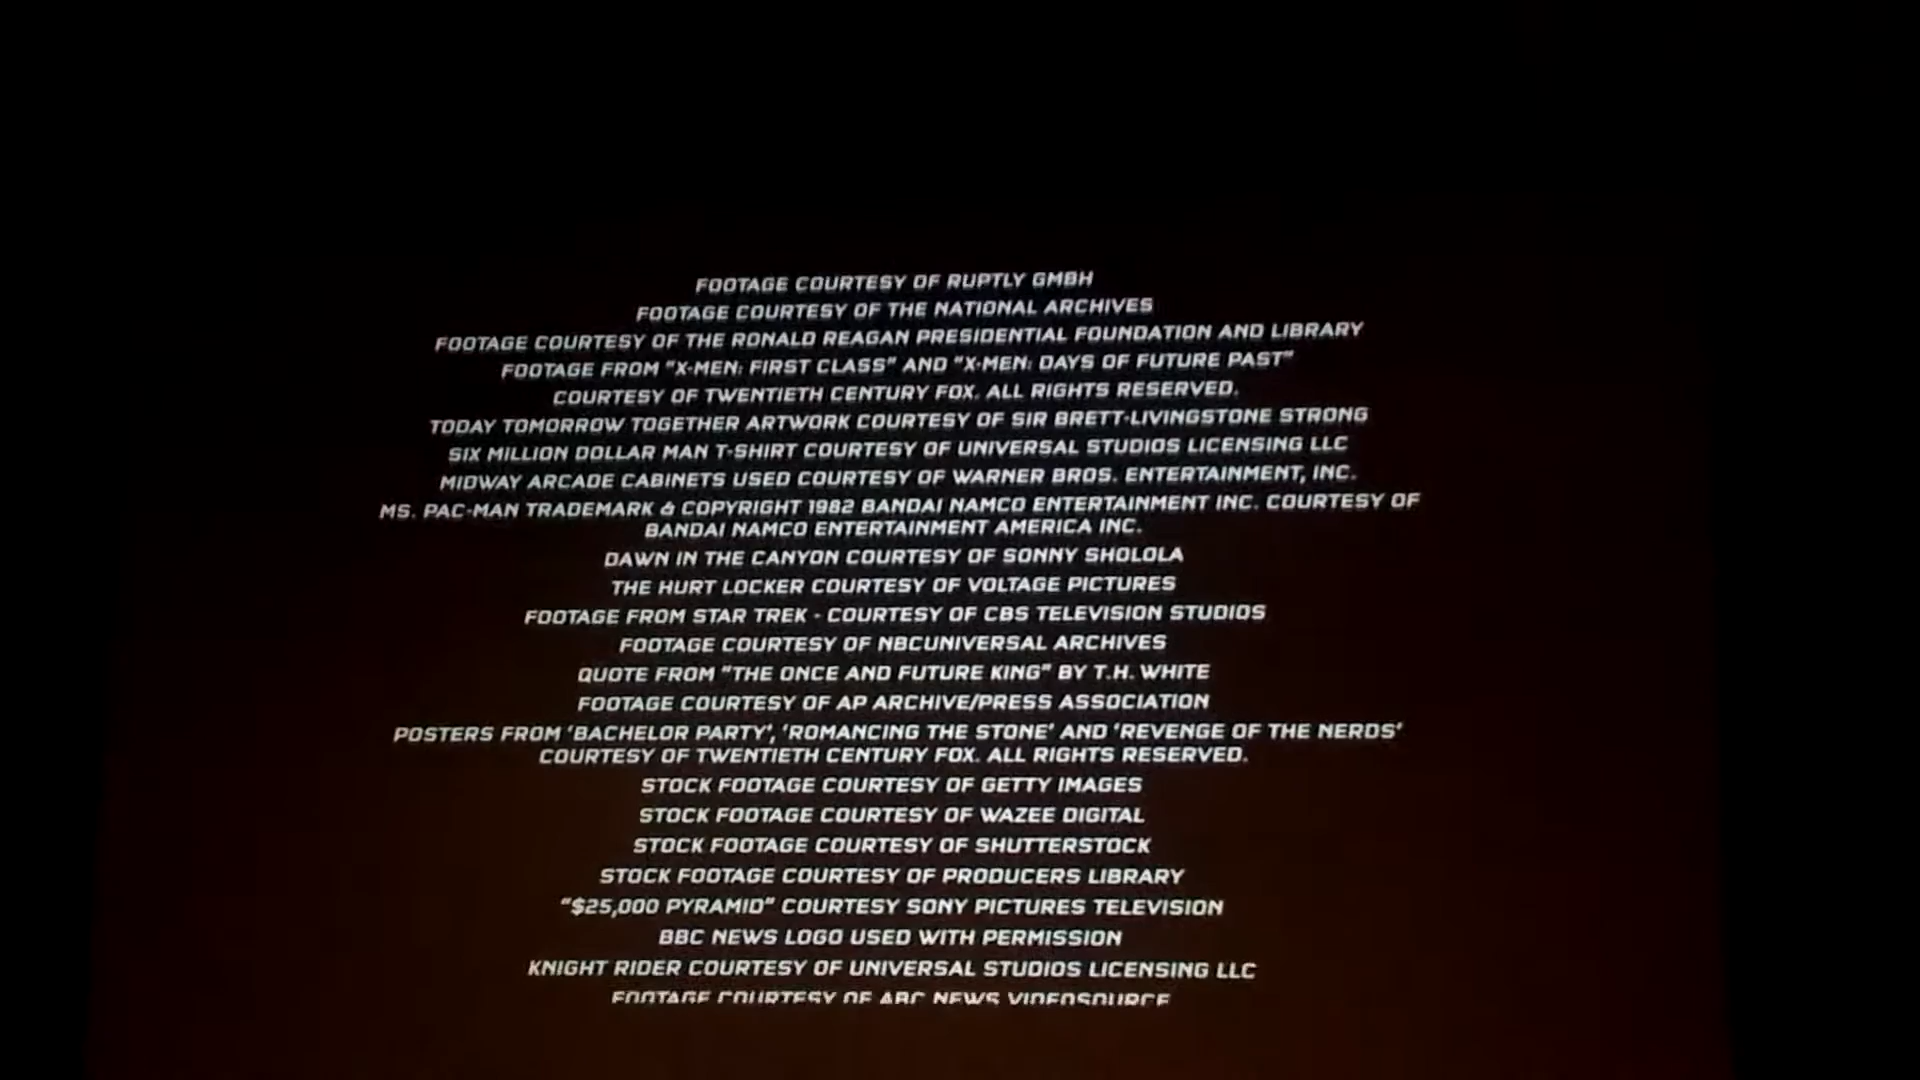 FOOTAGE COURTESY OF RUPTLY GMBH
FOOTAGE COURTESY OF THE NATIONAL ARCHIVES
FOOTAGE COURTESY OF THE RONALD REAGAN PRESIDENTIAL FOUNDATION AND LIBRARY
FOOTAGE FROM "X-MEN: FIRST CLASS" AND "X-MEN: DAYS OF FUTURE PAST"
COURTESY OF TWENTIETH CENTURY FOX. ALL RIGHTS RESERVED.
TODAY TOMORROW TOGETHER ARTWORK COURTESY OF SIR BRETT-LIVINGSTONE STRONG
SIX MILLION DOLLAR MAN T-SHIRT COURTESY OF UNIVERSAL STUDIOS LICENSING LLC
MIDWAY ARCADE CABINETS USED COURTESY OF WARNER BROS. ENTERTAINMENT, INC.
MS. PAC-MAN TRADEMARK & COPYRIGHT 1982 BANDAI NAMCO ENTERTAINMENT INC. COURTESY OF
BANDAI NAMCO ENTERTAINMENT AMERICA INC.
DAWN IN THE CANYON COURTESY OF SONNY SHOLOLA
THE HURT LOCKER COURTESY OF VOLTAGE PICTURES
FOOTAGE FROM STAR TREK - COURTESY OF CBS TELEVISION STUDIOS
FOOTAGE COURTESY OF NBCUNIVERSAL ARCHIVES
QUOTE FROM "THE ONCE AND FUTURE KING" BY T.H. WHITE
FOOTAGE COURTESY OF AP ARCHIVE/PRESS ASSOCIATION
POSTERS FROM 'BACHELOR PARTY', 'ROMANCING THE STONE' AND 'REVENGE OF THE NERDS'
COURTESY OF TWENTIETH CENTURY FOX. ALL RIGHTS RESERVED.
STOCK FOOTAGE COURTESY OF GETTY IMAGES
STOCK FOOTAGE COURTESY OF WAZEE DIGITAL
STOCK FOOTAGE COURTESY OF SHUTTERSTOCK
STOCK FOOTAGE COURTESY OF PRODUCERS LIBRARY
"$25,000 PYRAMID" COURTESY SONY PICTURES TELEVISION
BBC NEWS LOGO USED WITH PERMISSION
KNIGHT RIDER COURTESY OF UNIVERSAL STUDIOS LICENSING LLC
FOOTAGE COURTESY OF ABC NEWS VIDEOSOURCE